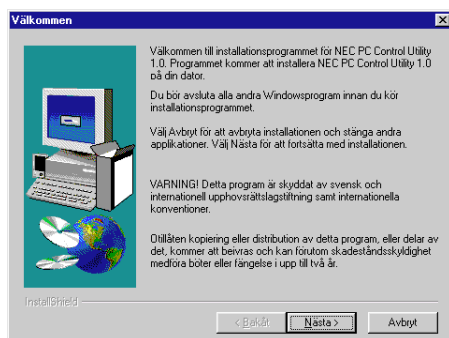 Välkommen
Välkommen till installationsprogrammet för NEC PC Control Utility
1.0. Programmet kommer att installera NEC PC Control Utility 1.0
på din dator.
Du bör avsluta alla andra Windowsprogram innan du kör
installationsprogrammet.
Välj Avbryt för att avbryta installationen och stänga andra
applikationer. Välj Nästa för att fortsätta med installationen.
VARNING! Detta program är skyddat av svensk och
internationell upphovsrättslagstiftning samt internationella
konventioner.
Otillåten kopiering eller distribution av detta program, eller delar av
det, kommer att beivras och kan förutom skadeståndsskyldighet
medföra böter eller fängelse i upp till två år.
InstallShield
< Bakåt
Nästa >
Avbryt